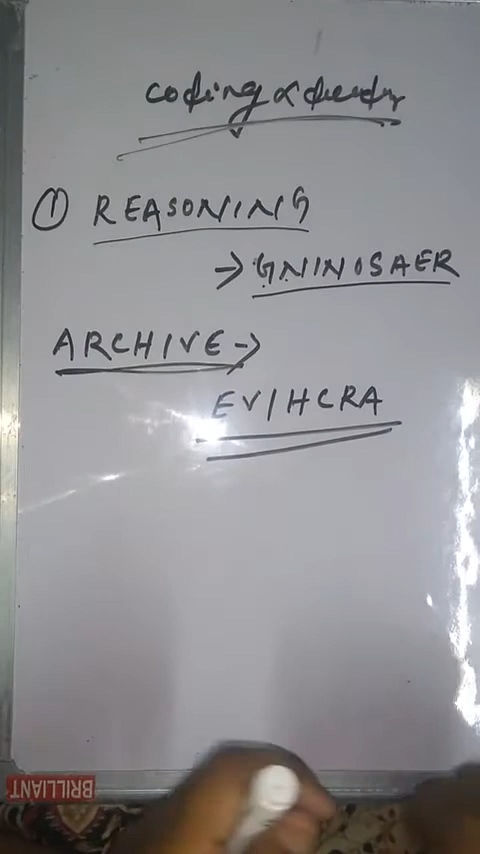 coding & decoding
① REASONING
→ GNINOSAER
ARCHIVE →
EVIHCRA
BRILLIANT